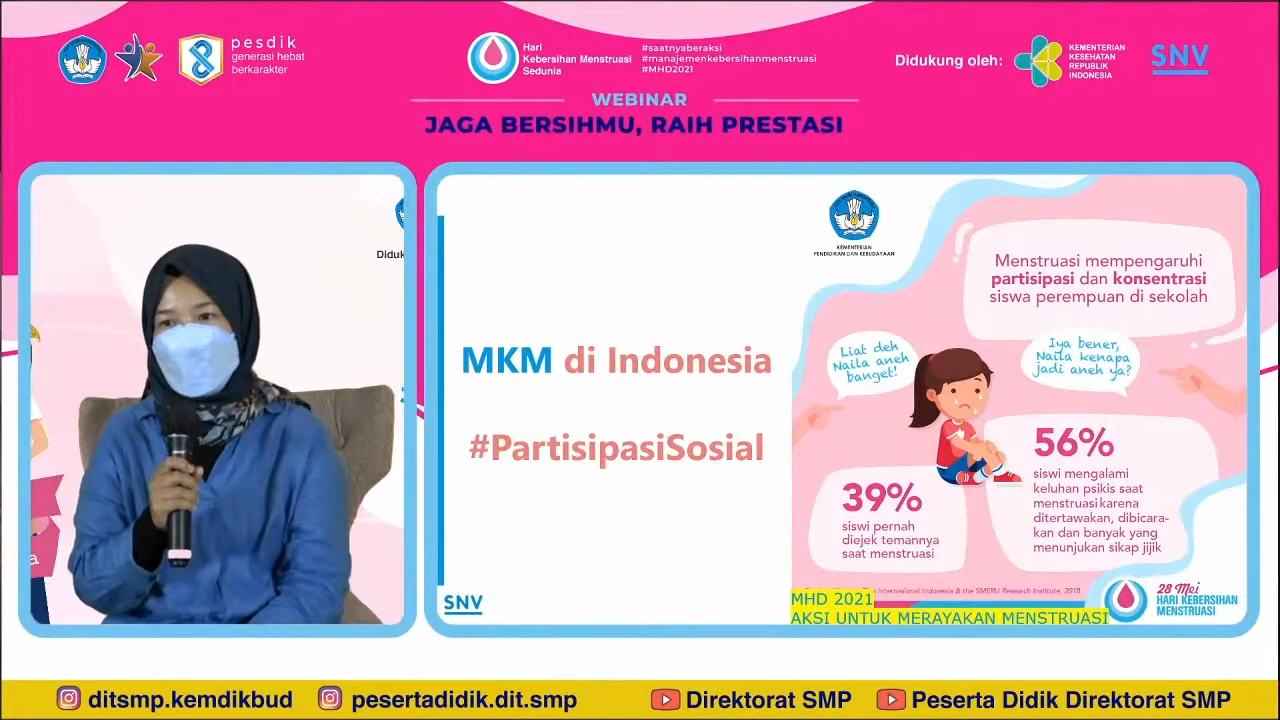 pesdik
generasi hebat
berkarakter
Hari
Kebersihan Menstruasi
Sedunia
#saatnyaberaksi
#manajemenkebersihanmenstruasi
#MHD2021
Didukung oleh:
KEMENTERIAN
KESEHATAN
REPUBLIK
INDONESIA
SNV
WEBINAR
JAGA BERSIHMU, RAIH PRESTASI
Diduk
a
MKM di Indonesia
#PartisipasiSosial
SNV
KEMENTERIAN
PENDIDIKAN DAN KEBUDAYAAN
Menstruasi mempengaruhi
partisipasi dan konsentrasi
siswa perempuan di sekolah
Liat deh
Naila aneh
banget!
Iya bener,
Naila kenapa
jadi aneh ya?
39%
siswi pernah
diejek temannya
saat menstruasi
56%
siswi mengalami
keluhan psikis saat
menstruasi karena
ditertawakan, dibicara-
kan dan banyak yang
menunjukan sikap jijik
Internasional Indonesia & the SMERU Research Institute, 2018
MHD 2021
AKSI UNTUK MERAYAKAN MENSTRUASI
28 Mei
HARI KEBERSIHAN
MENSTRUASI
ditsmp.kemdikbud
pesertadidik.dit.smp
Direktorat SMP
Peserta Didik Direktorat SMP